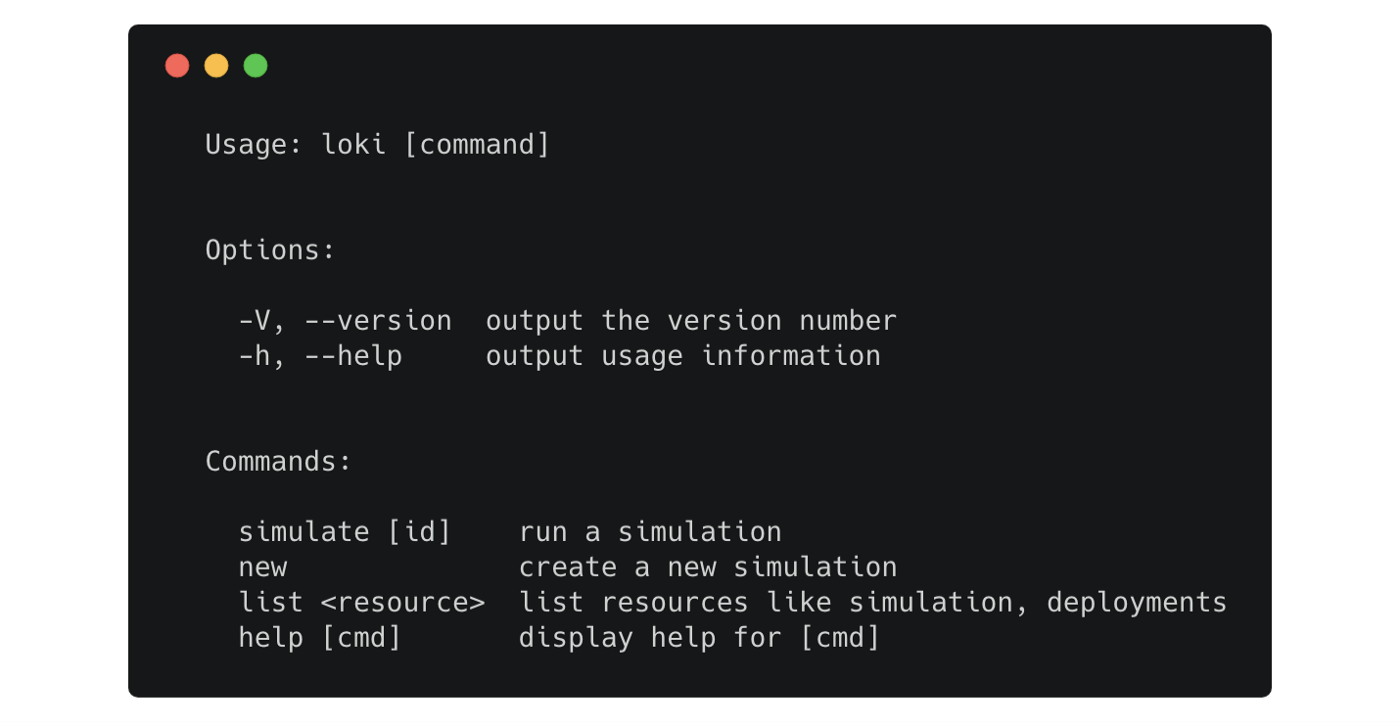 Usage: loki [command]
Options:
-V, --version  output the version number
-h, --help     output usage information
Commands:
simulate [id]    run a simulation
new              create a new simulation
list <resource>  list resources like simulation, deployments
help [cmd]       display help for [cmd]